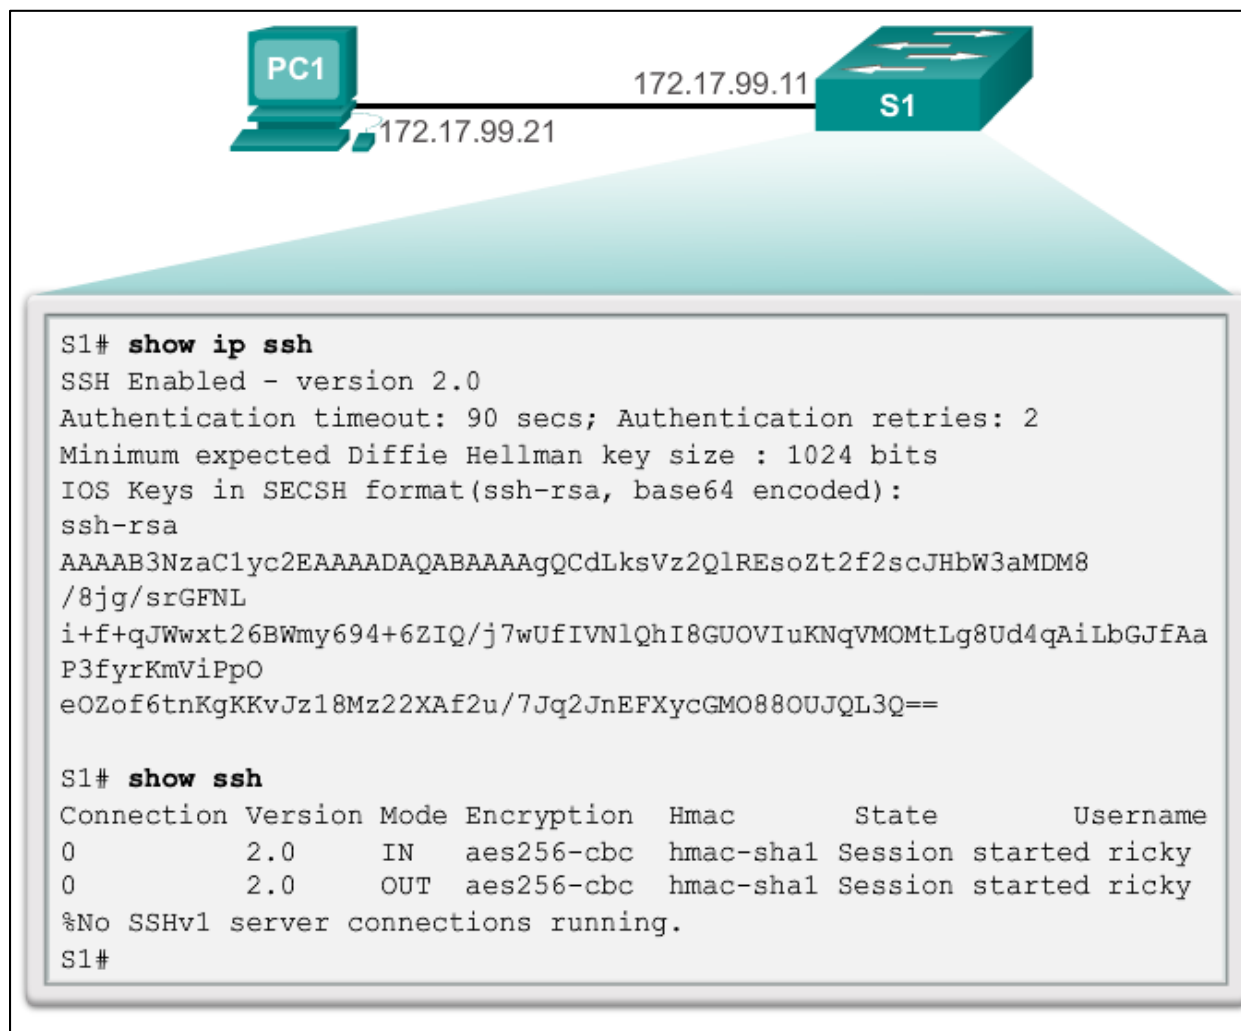 PC1
172.17.99.11
S1
172.17.99.21
S1# show ip ssh
SSH Enabled - version 2.0
Authentication timeout: 90 secs; Authentication retries: 2
Minimum expected Diffie Hellman key size : 1024 bits
IOS Keys in SECSH format(ssh-rsa, base64 encoded):
ssh-rsa
AAAAB3NzaC1yc2EAAAADAQABAAAAgQCdLksVz2QlREsoZt2f2scJHbW3aMDM8
/8jg/srGFNL
i+f+qJWwxt26BWmy694+6ZIQ/j7wUfIVNlQhI8GUOVIuKNqVMOMtLg8Ud4qAiLbGJfAa
P3fyrKmViPpO
eOZof6tnKgKKvJz18Mz22XAf2u/7Jq2JnEFXycGMO88OUJQL3Q==
S1# show ssh
Connection Version Mode Encryption Hmac State Username
0 2.0 IN aes256-cbc hmac-sha1 Session started ricky
0 2.0 OUT aes256-cbc hmac-sha1 Session started ricky
%No SSHv1 server connections running.
S1#